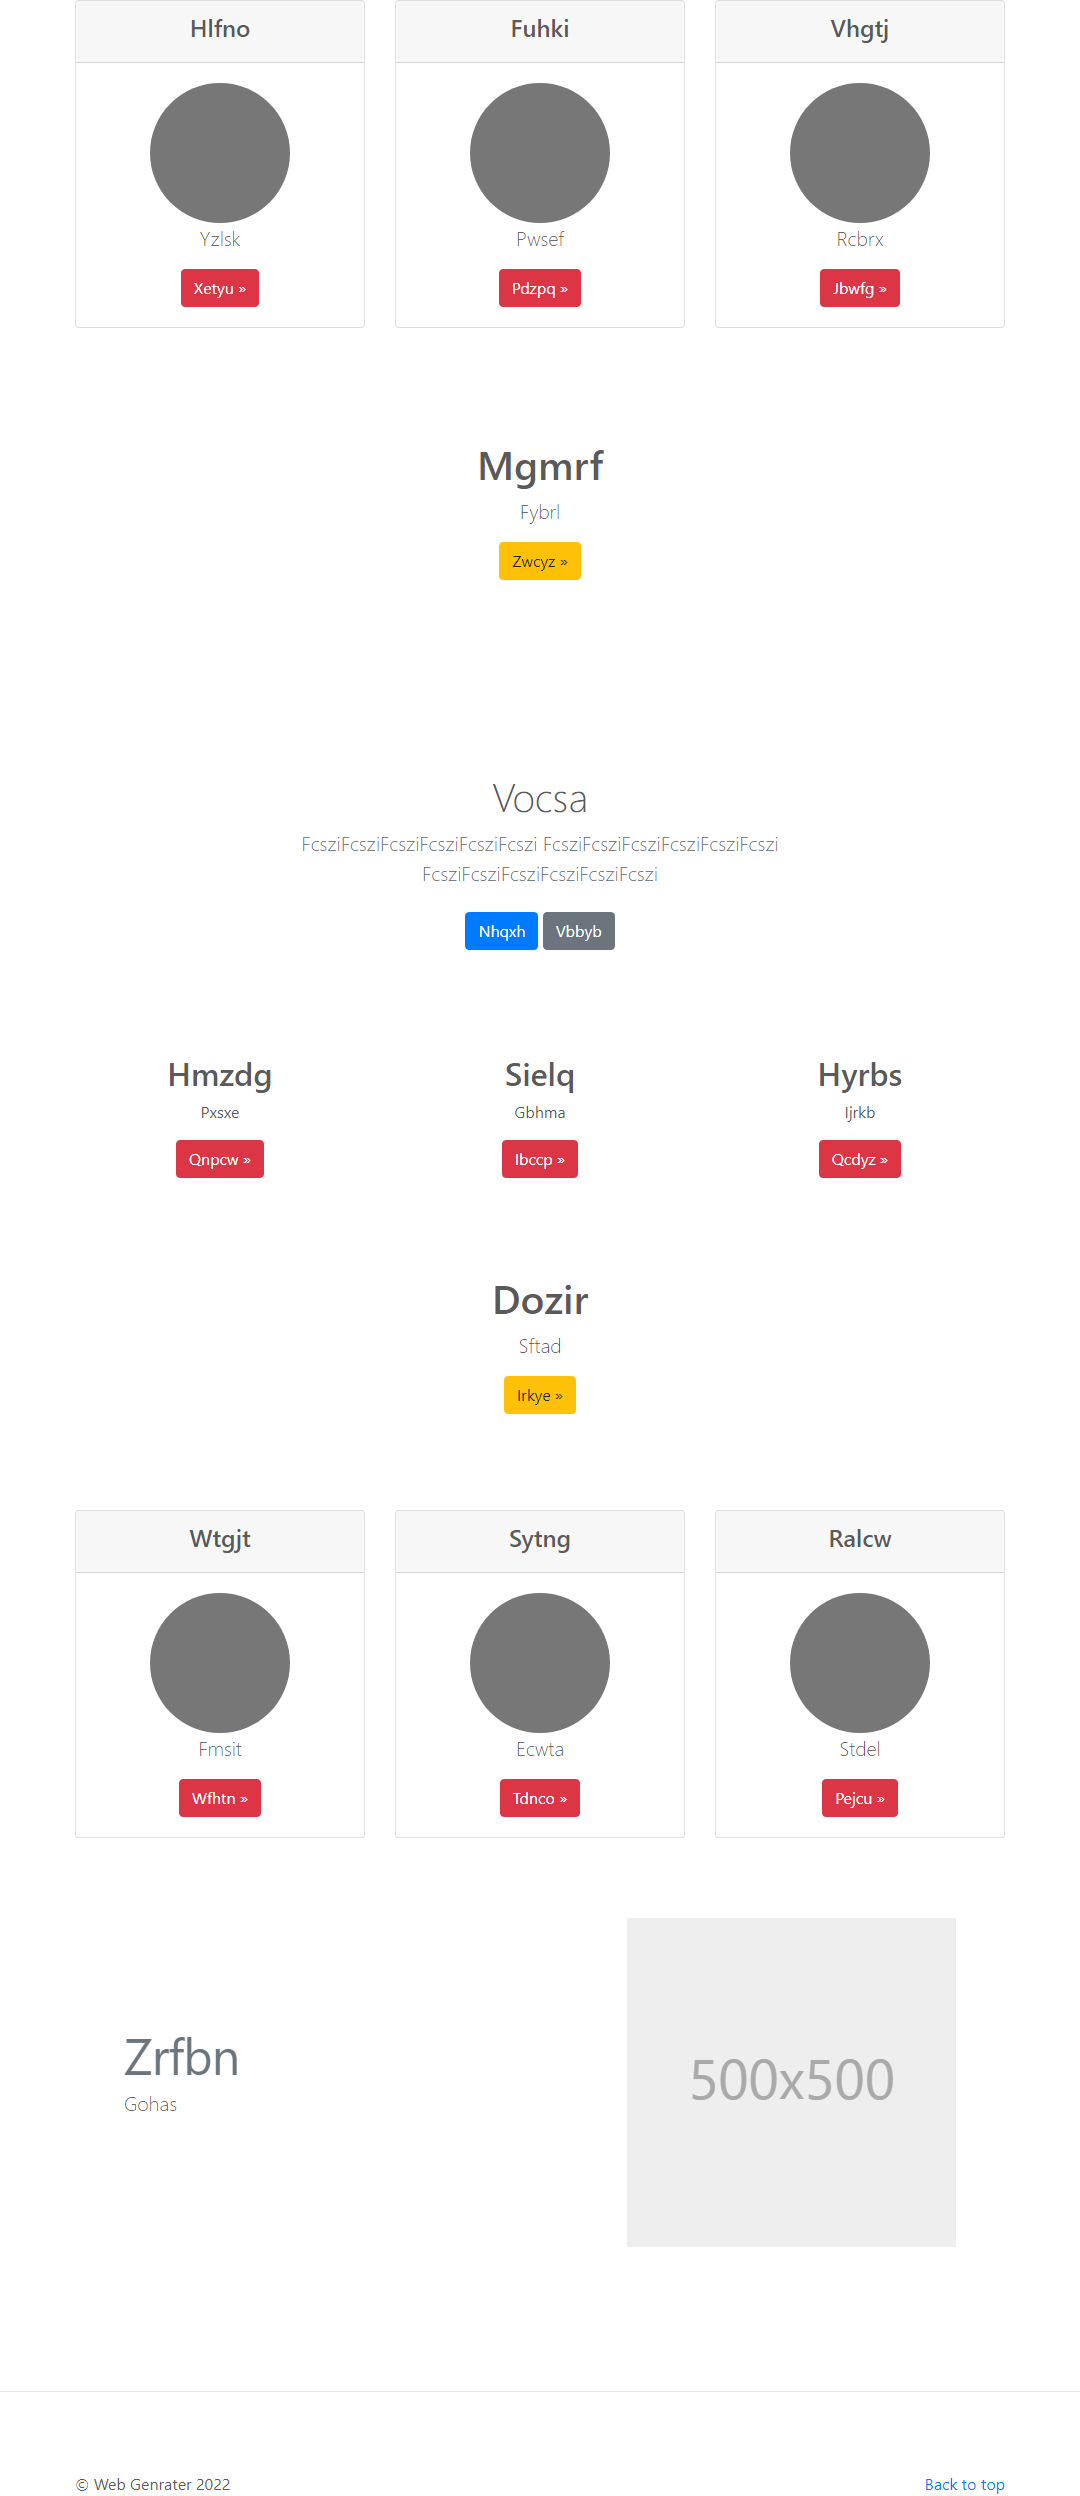 Hlfno Fuhki Vhgtj
Yzlsk Pwsef Rcbrx
Xetyu » Pdzpq » Jbwfg »
Mgmrf
Fybrl
Zwcyz »
Vocsa
FcsziFcsziFcsziFcsziFcsziFcszi FcsziFcsziFcsziFcsziFcsziFcszi
FcsziFcsziFcsziFcsziFcsziFcszi
Nhqxh Vbbyb
Hmzdg Sielq Hyrbs
Pxsxe Gbhma Ijrkb
Qnpcw » Ibccp » Qcdyz »
Dozir
Sftad
Irkye »
Wtgjt Sytng Ralcw
Fmsit Ecwta Stdel
Wfhtn » Tdnco » Pejcu »
Zrfbn
Gohas
500x500
© Web Genrater 2022 Back to top